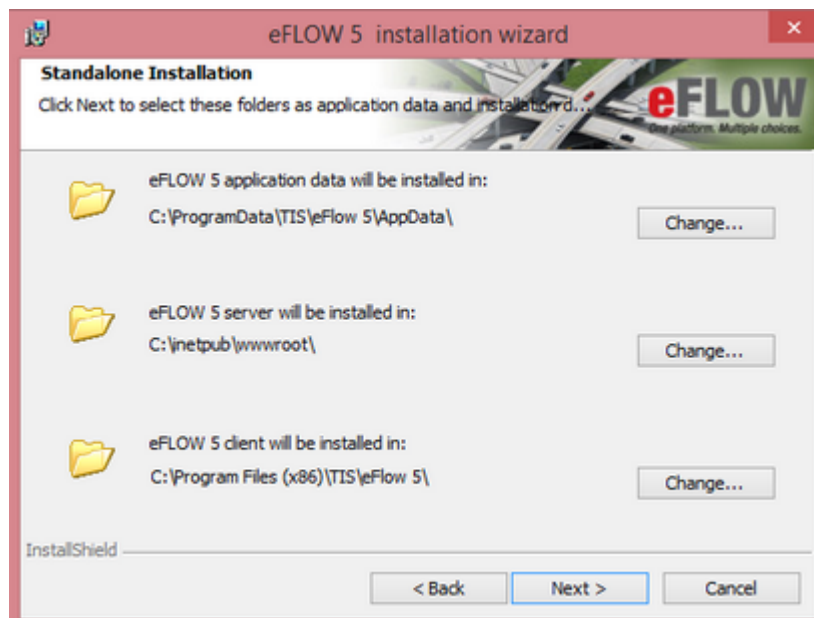 eFLOW 5 installation wizard
Standalone Installation
Click Next to select these folders as application data and installation d...
eFLOW
One platform. Multiple choices.
eFLOW 5 application data will be installed in:
C:\ProgramData\TIS\eFlow 5\AppData\
Change...
eFLOW 5 server will be installed in:
C:\inetpub\wwwroot\
Change...
eFLOW 5 client will be installed in:
C:\Program Files (x86)\TIS\eFlow 5\
Change...
InstallShield
< Back Next > Cancel